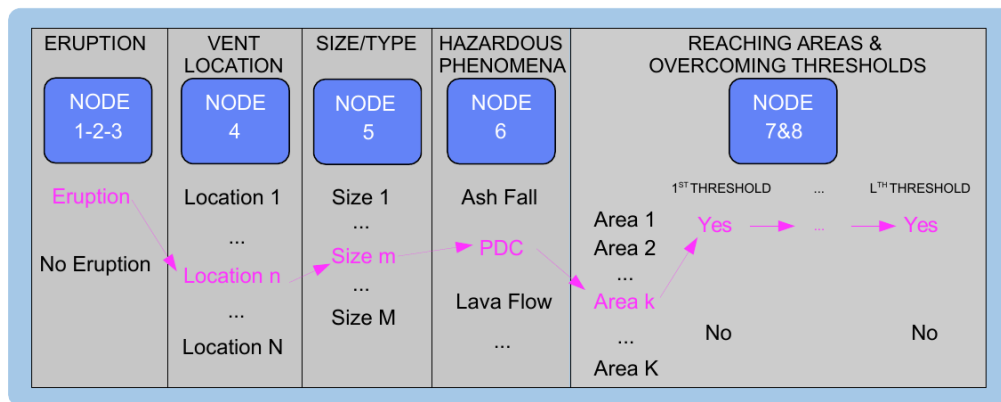 ERUPTION
NODE
1-2-3
Eruption
No Eruption
VENT
LOCATION
NODE
4
Location 1
...
Location n
...
Location N
SIZE/TYPE
NODE
5
Size 1
...
Size m
...
Size M
HAZARDOUS
PHENOMENA
NODE
6
Ash Fall
PDC
Lava Flow
...
REACHING AREAS &
OVERCOMING THRESHOLDS
NODE
7&8
Area 1
Area 2
...
Area k
...
Area K
1ST THRESHOLD ... LTH THRESHOLD
Yes ... Yes
No No